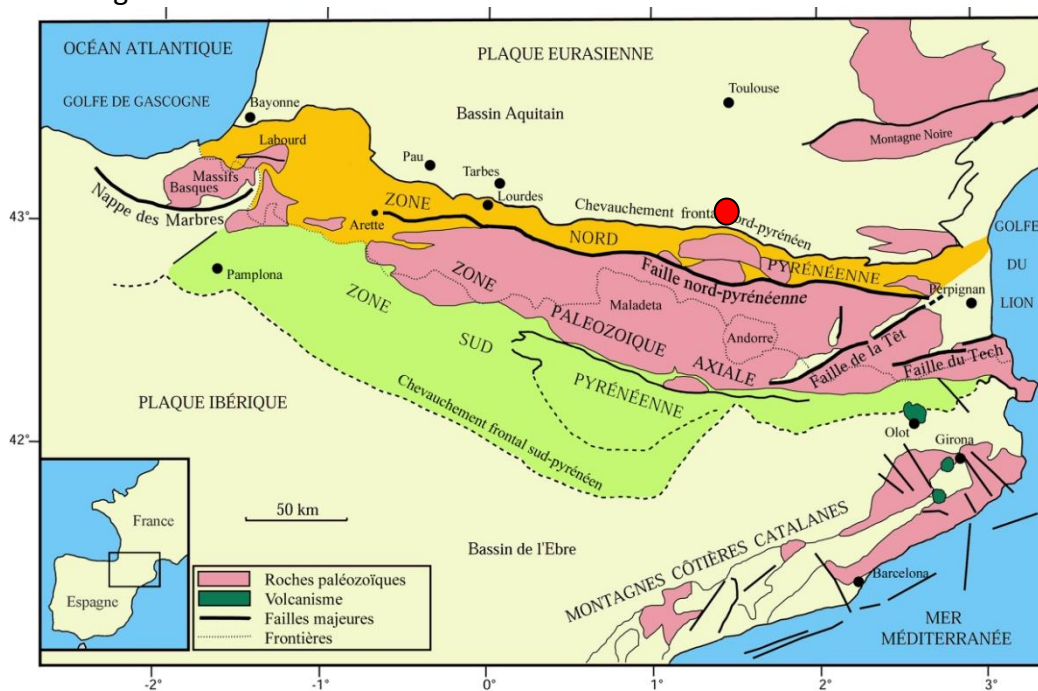 OCÉAN ATLANTIQUE
GOLFE DE GASCOGNE
PLAQUE EURASIENNE
Toulouse
Bayonne
Bassin Aquitain
Montagne Noire
Labourd
Massifs
Basques
Nappe des Marbres
Pau
Tarbes
Lourdes
43°
Chevauchement frontal nord-pyrénéen
GOLFE
DU
LION
Arette
ZONE
NORD
PYRÉNÉENNE
Faille nord-pyrénéenne
Perpignan
Pamplona
ZONE
PALEOZOIQUE
AXIALE
Maladeta
Andorre
Faille de la Têt
Faille du Tech
ZONE
SUD
PYRÉNÉENNE
Chevauchement frontal sud-pyrénéen
PLAQUE IBÉRIQUE
42°
Olot
Girona
50 km
Bassin de l'Ebre
MONTAGNES CÔTIÈRES CATALANES
Barcelona
MER
MÉDITERRANÉE
France
Espagne
Roches paléozoïques
Volcanisme
Failles majeures
Frontières
-2°
-1°
0°
1°
2°
3°